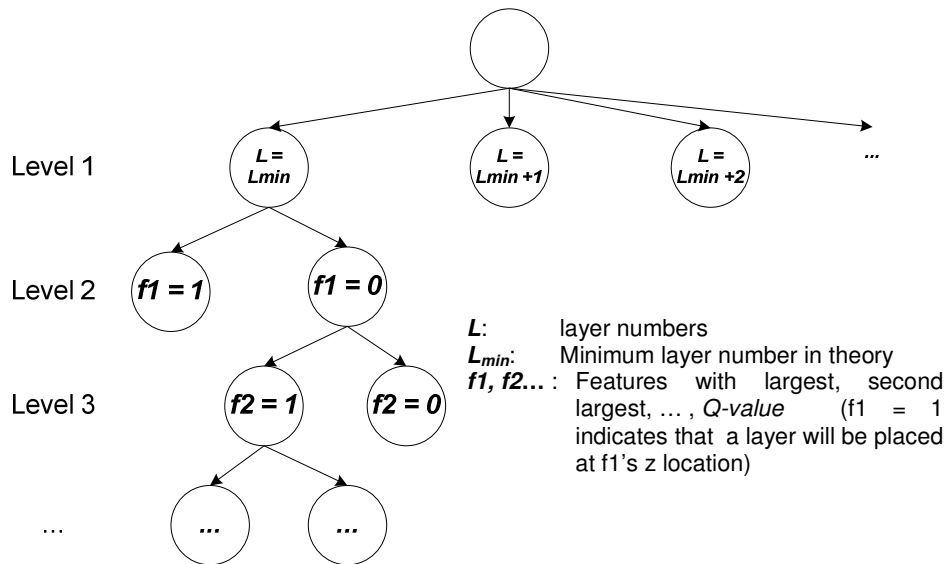 Level 1
L =
Lmin
L =
Lmin +1
L =
Lmin +2
...
Level 2
f1 = 1
f1 = 0
L: layer numbers
Lmin: Minimum layer number in theory
f1, f2... : Features with largest, second
largest, ... , Q-value (f1 = 1
indicates that a layer will be placed
at f1's z location)
Level 3
f2 = 1
f2 = 0
...
...
...